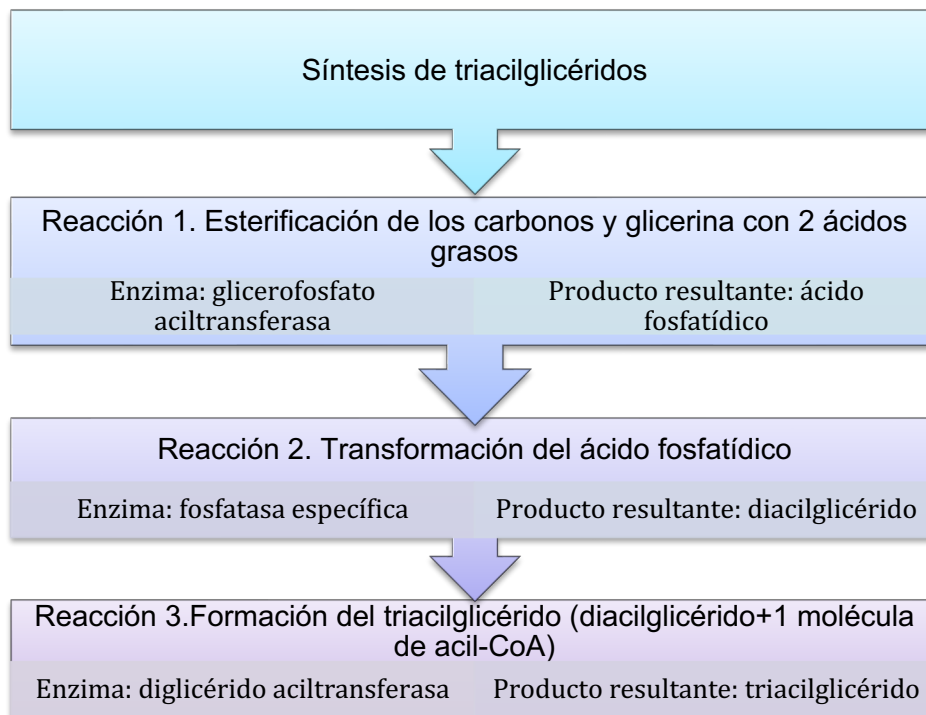 Síntesis de triacilglicéridos
Reacción 1. Esterificación de los carbonos y glicerina con 2 ácidos
grasos
Enzima: glicerofosfato
aciltransferasa
Producto resultante: ácido
fosfatídico
Reacción 2. Transformación del ácido fosfatídico
Enzima: fosfatasa específica
Producto resultante: diacilglicérido
Reacción 3.Formación del triacilglicérido (diacilglicérido+1 molécula
de acil-CoA)
Enzima: diglicérido aciltransferasa
Producto resultante: triacilglicérido